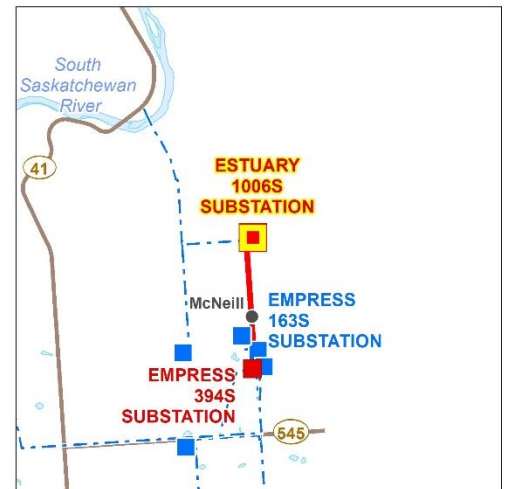 South
Saskatchewan
River
41
ESTUARY
1006S
SUBSTATION
McNeill
EMPRESS
163S
SUBSTATION
EMPRESS
394S
SUBSTATION
545